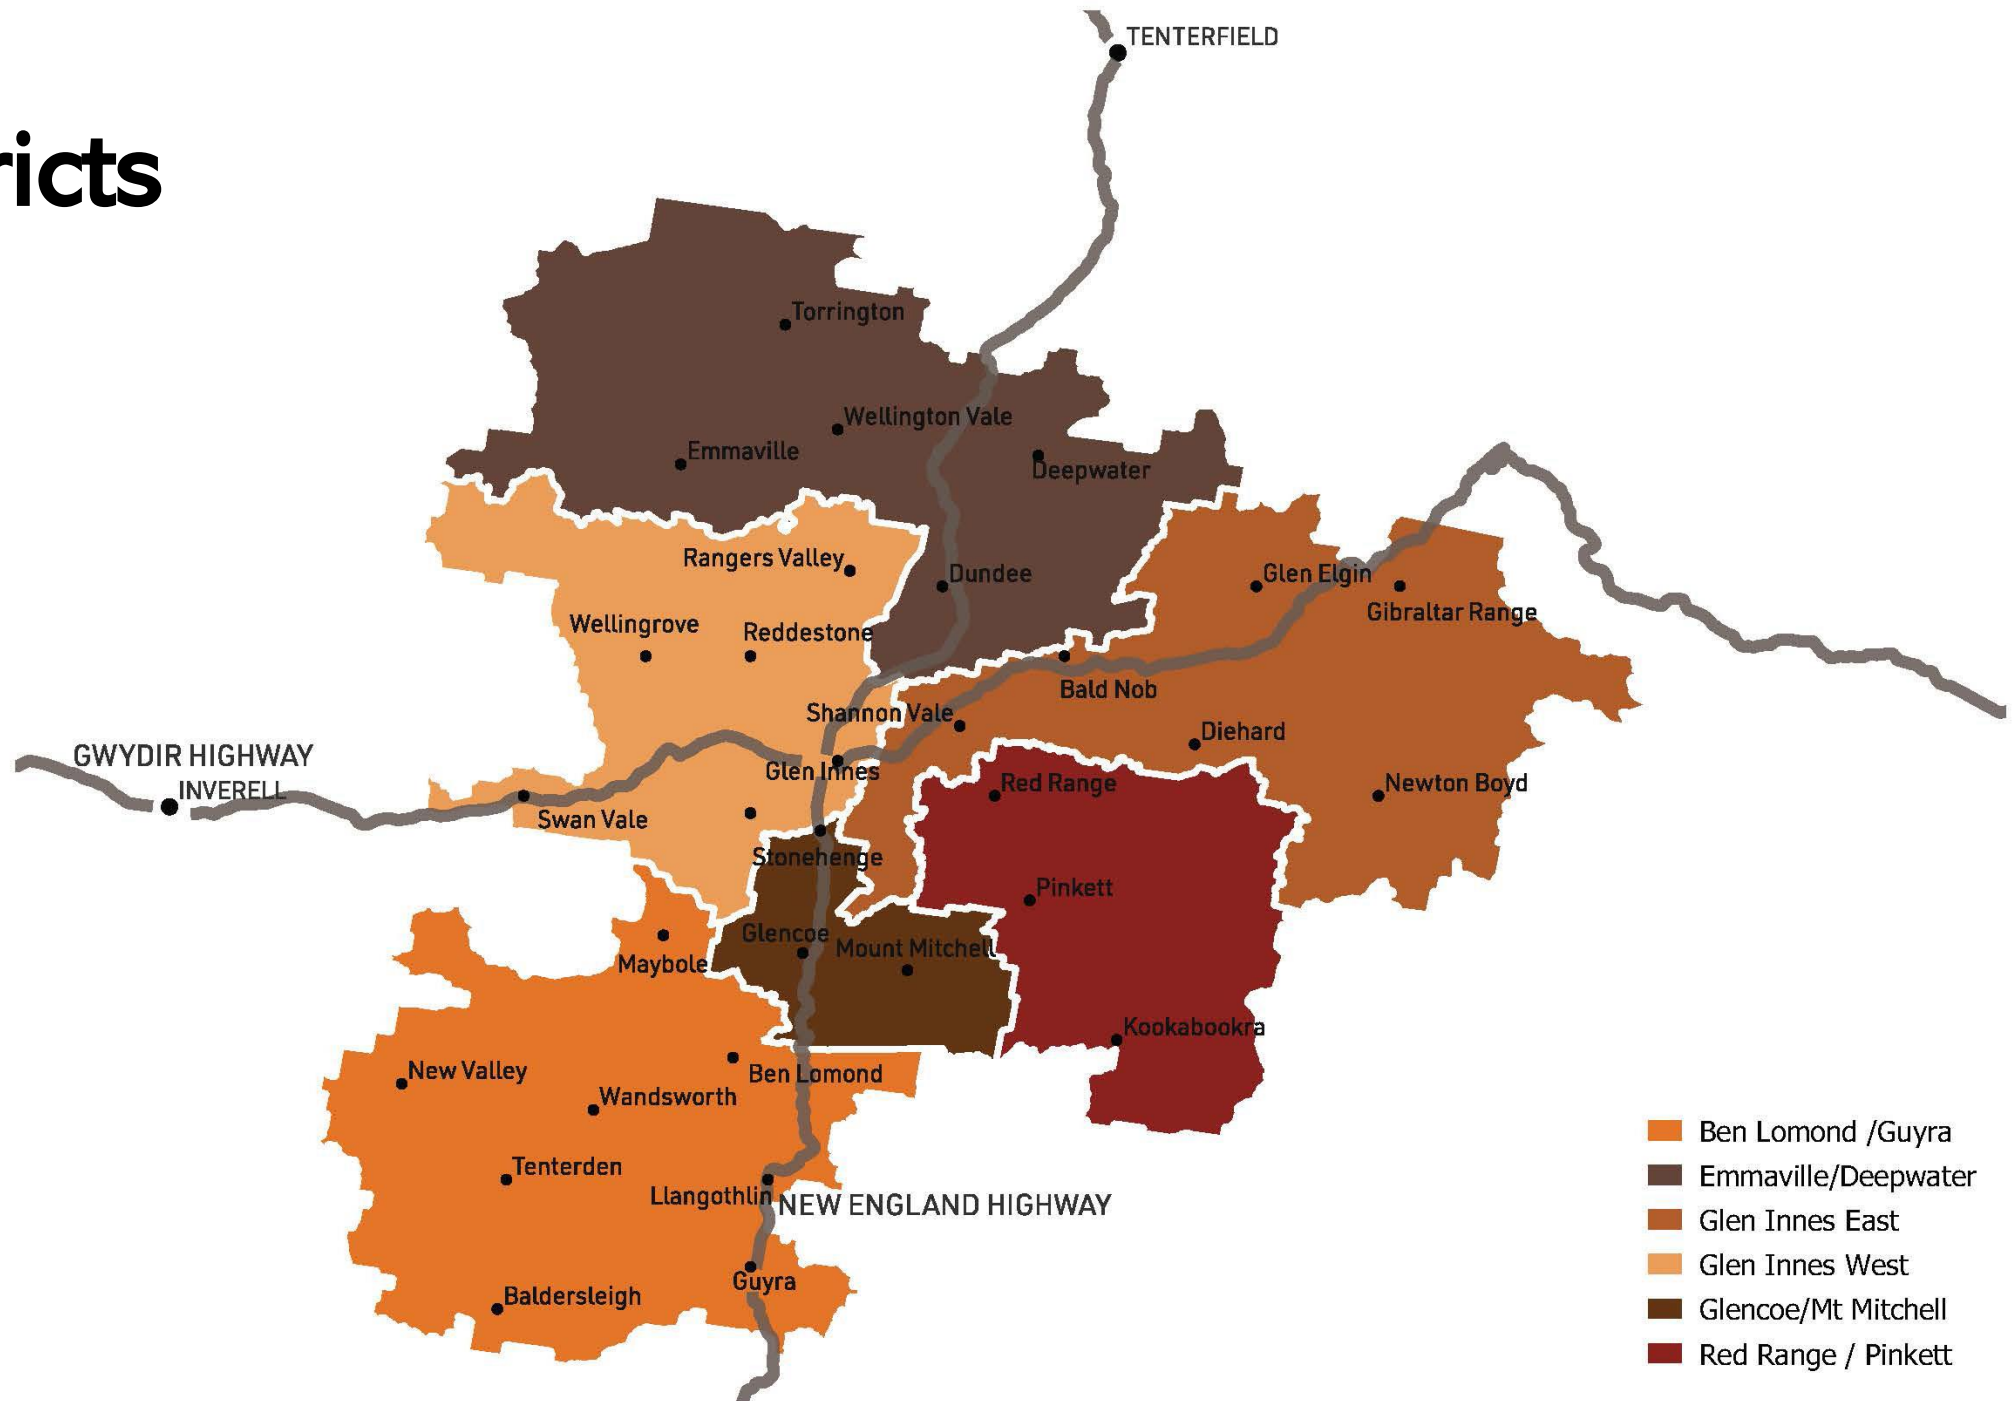 TENTERFIELD
ricts
Torrington
Wellington Vale
Emmaville
Deepwater
Rangers Valley
Dundee
Glen Elgin
Gibraltar Range
Wellingrove
Reddestone
Bald Nob
Shannon Vale
Diehard
GWYDIR HIGHWAY
INVERELL
Glen Innes
Red Range
Newton Boyd
Swan Vale
Stonehenge
Pinkett
Glencoe
Mount Mitchell
Maybole
Kookabookra
New Valley
Ben Lomond
Wandsworth
Tenterden
Llangothlin
NEW ENGLAND HIGHWAY
Guyra
Baldersleigh
Ben Lomond /Guyra
Emmaville/Deepwater
Glen Innes East
Glen Innes West
Glencoe/Mt Mitchell
Red Range / Pinkett